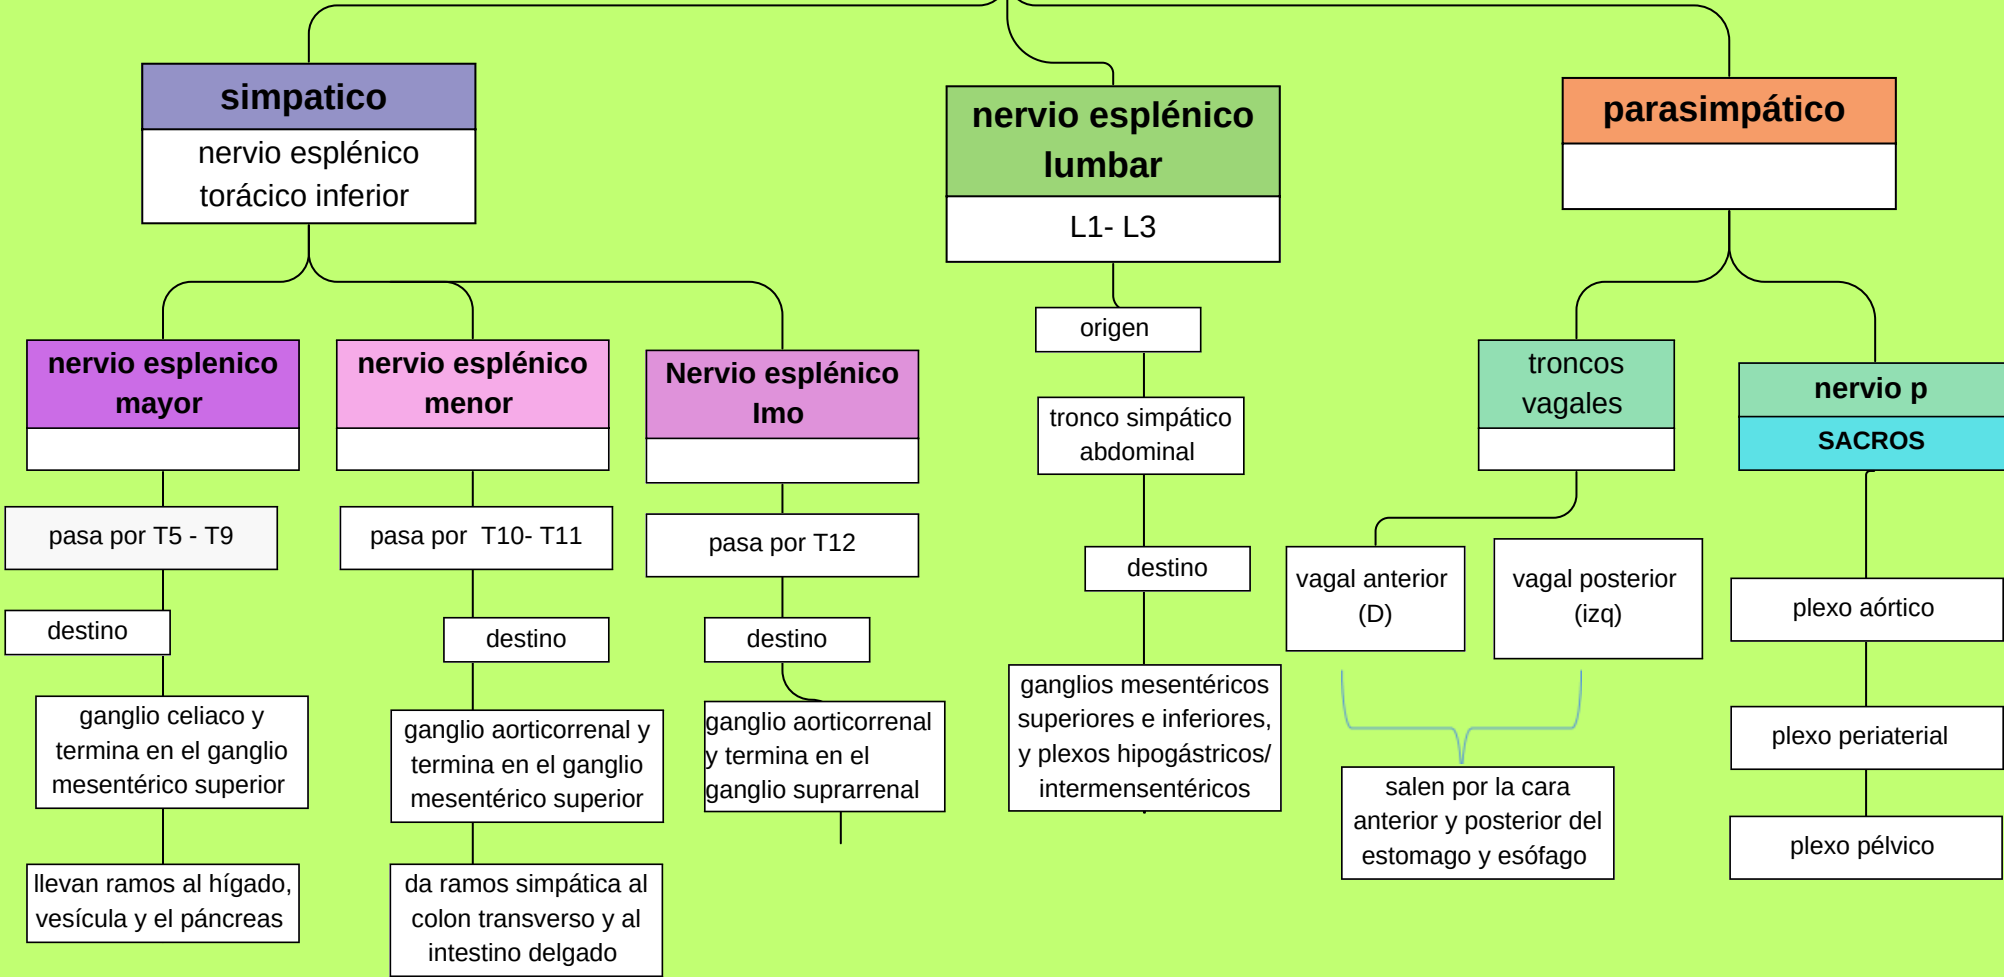 simpatico
nervio esplénico
torácico inferior
nervio esplenico
mayor
pasa por T5 - T9
destino
ganglio celiaco y
termina en el ganglio
mesentérico superior
llevan ramos al hígado,
vesícula y el páncreas
nervio esplénico
menor
pasa por  T10- T11
destino
ganglio aorticorrenal y
termina en el ganglio
mesentérico superior
da ramos simpática al
colon transverso y al
intestino delgado
Nervio esplénico
Imo
pasa por T12
destino
ganglio aorticorrenal
y termina en el
ganglio suprarrenal
nervio esplénico
lumbar
L1- L3
origen
tronco simpático
abdominal
destino
ganglios mesentéricos
superiores e inferiores,
y plexos hipogástricos/
intermensentéricos
parasimpático
troncos
vagales
vagal anterior
(D)
vagal posterior
(izq)
salen por la cara
anterior y posterior del
estomago y esófago
nervio p
SACROS
plexo aórtico
plexo periaterial
plexo pélvico